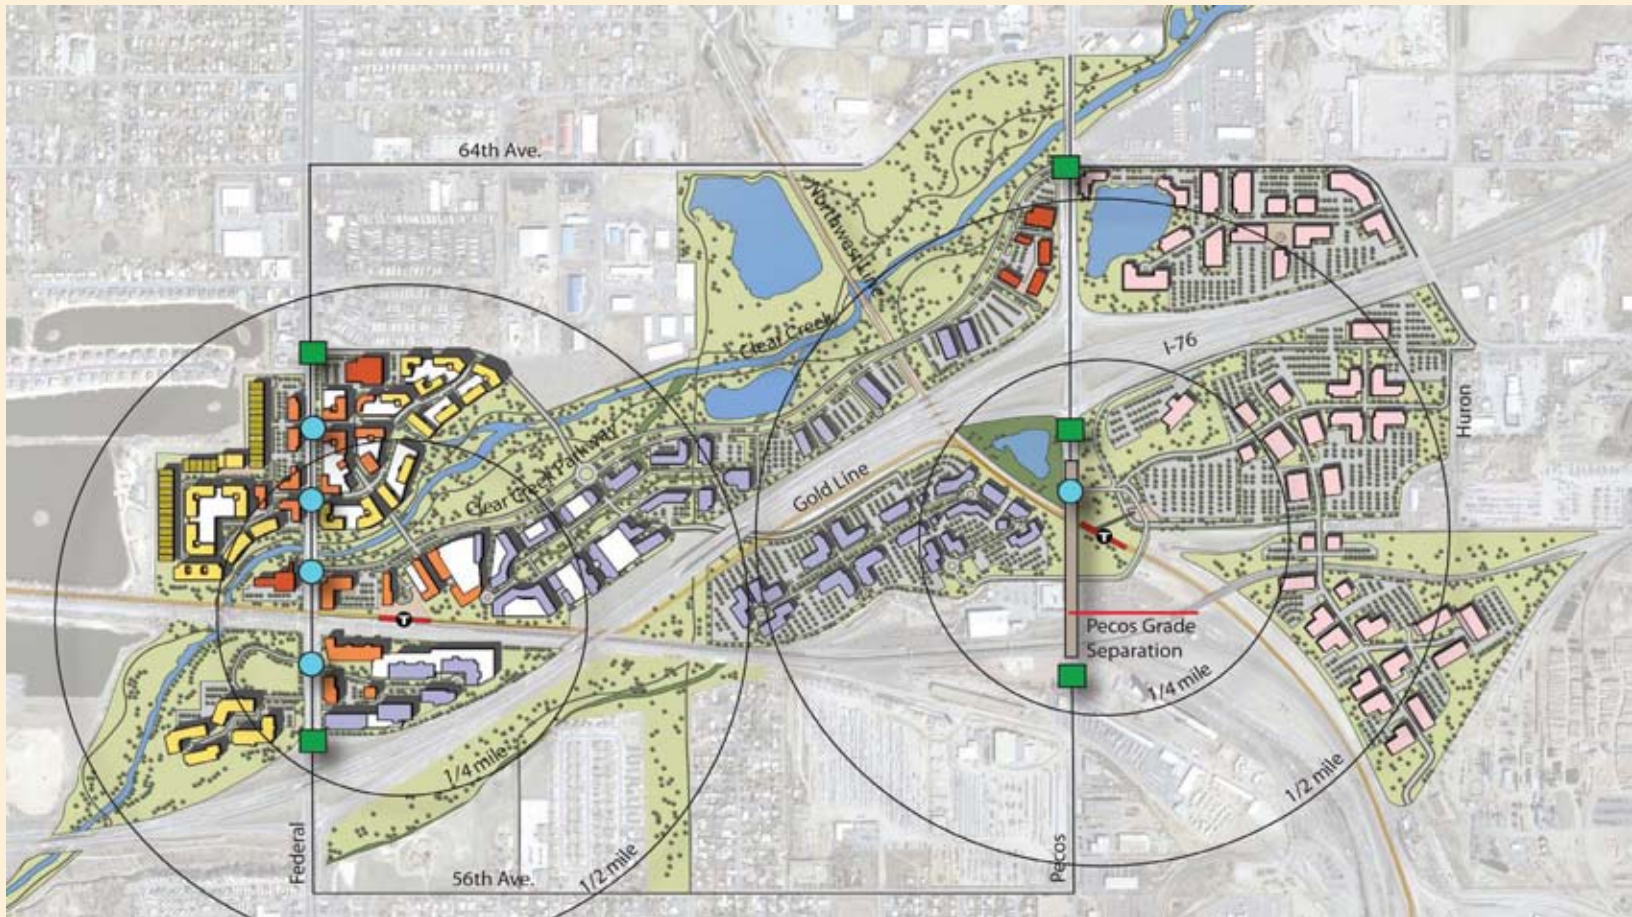 64th Ave.
Northwest Line
Clear Creek
I-76
Huron
Clear Creek Parkway
Gold Line
T
T
Pecos Grade
Separation
1/4 mile
1/4 mile
1/2 mile
Federal
Pecos
56th Ave.
1/2 mile